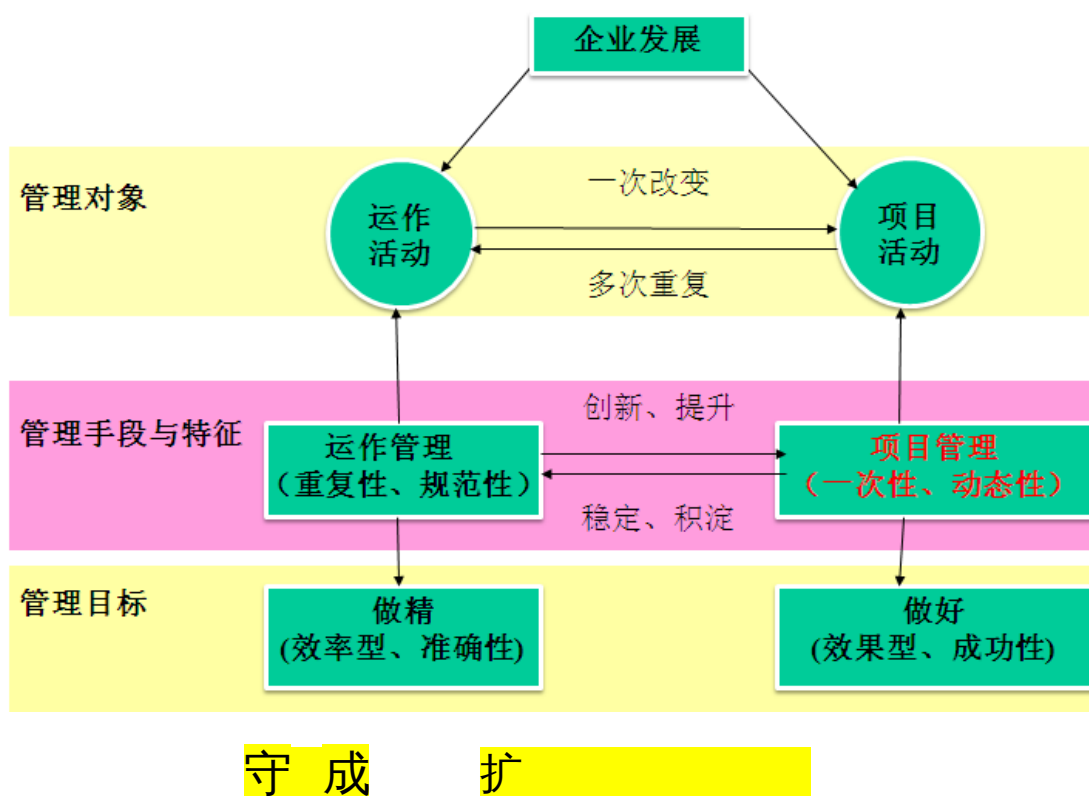 企业发展
管理对象
运作
活动
一次改变
多次重复
项目
活动
管理手段与特征
创新、提升
运作管理
（重复性、规范性）
项目管理
（一次性、动态性）
稳定、积淀
管理目标
做精
(效率型、准确性)
做好
(效果型、成功性)
守 成 扩